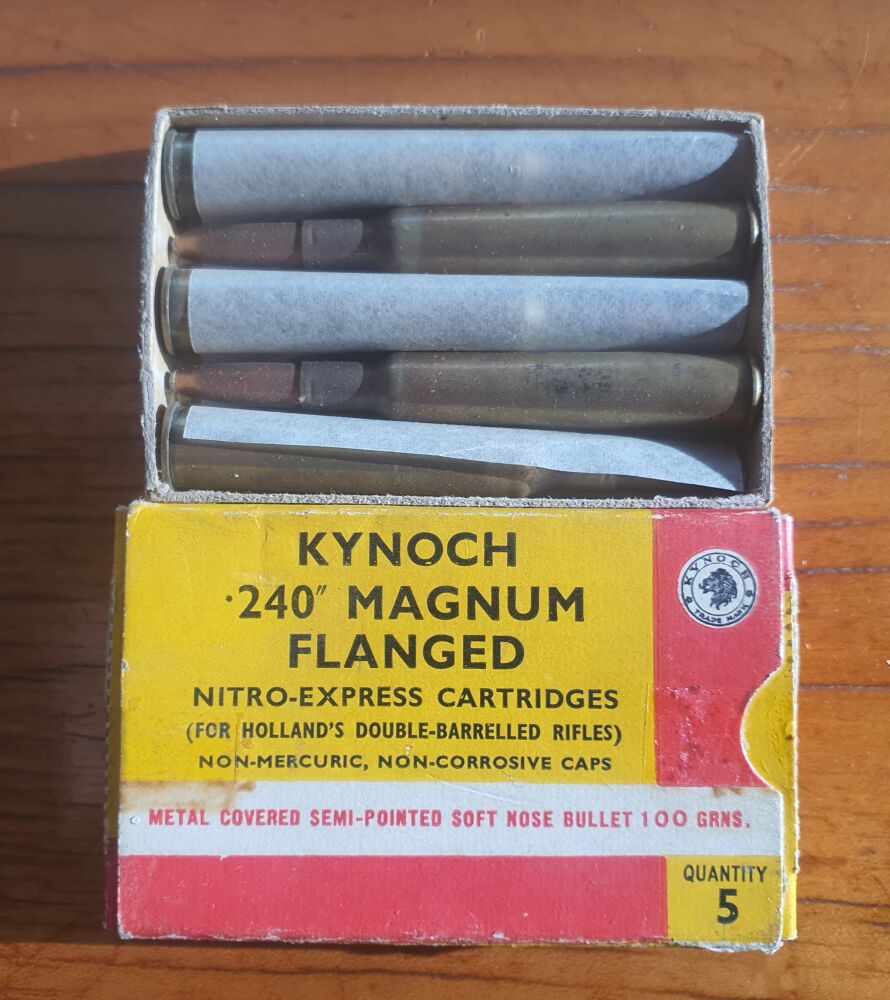 KYNOCH
·240" MAGNUM
FLANGED
NITRO-EXPRESS CARTRIDGES
(FOR HOLLAND'S DOUBLE-BARRELLED RIFLES)
NON-MERCURIC, NON-CORROSIVE CAPS
KYNOCH
TRADE MARK
METAL COVERED SEMI-POINTED SOFT NOSE BULLET 100 GRNS.
QUANTITY
5